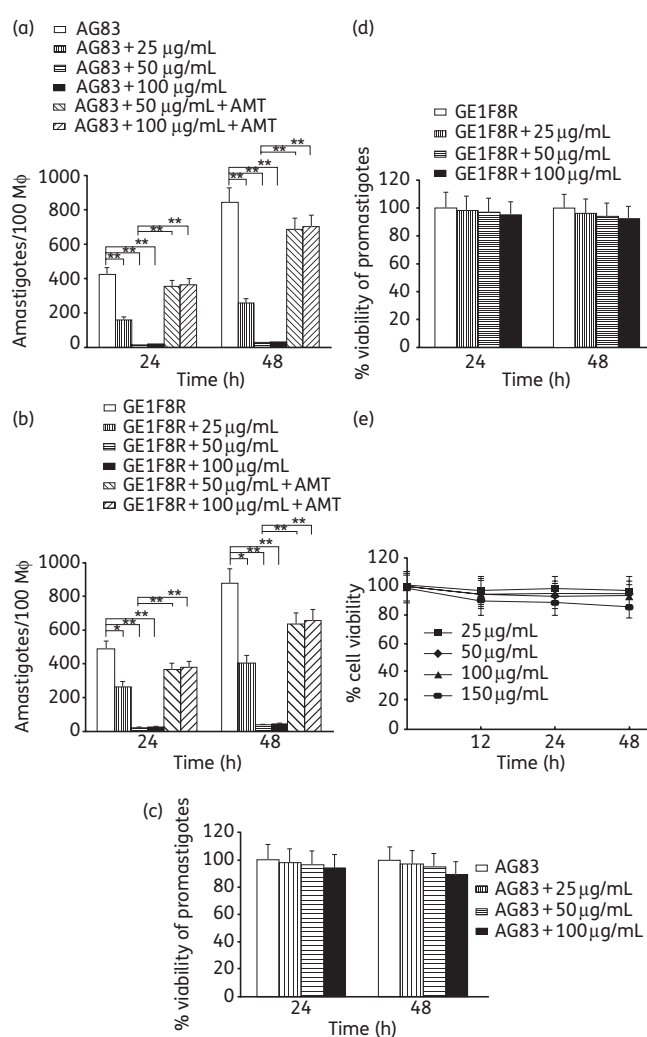 (a)
AG83
AG83+25 µg/mL
AG83+50 µg/mL
AG83+100 µg/mL
AG83+50 µg/mL+AMT
AG83+100 µg/mL+AMT
Amastigotes/100 Mϕ
1000
800
600
400
200
0
**
**
**
**
**
**
**
**
**
**
24
48
Time (h)
(d)
GE1F8R
GE1F8R+25 µg/mL
GE1F8R+50 µg/mL
GE1F8R+100 µg/mL
% viability of promastigotes
120
100
80
60
40
20
0
24
48
Time (h)
(b)
GE1F8R
GE1F8R+25 µg/mL
GE1F8R+50 µg/mL
GE1F8R+100 µg/mL
GE1F8R+50 µg/mL+AMT
GE1F8R+100 µg/mL+AMT
Amastigotes/100 Mϕ
1000
800
600
400
200
0
*
**
**
**
**
*
**
**
**
**
24
48
Time (h)
(e)
% cell viability
120
100
80
60
40
20
0
25 µg/mL
50 µg/mL
100 µg/mL
150 µg/mL
12
24
48
Time (h)
(c)
% viability of promastigotes
120
100
80
60
40
20
0
AG83
AG83+25 µg/mL
AG83+50 µg/mL
AG83+100 µg/mL
24
48
Time (h)